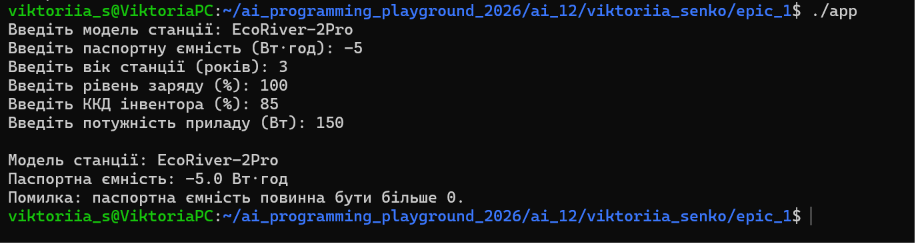 viktoriia_s@ViktoriaPC:~/ai_programming_playground_2026/ai_12/viktoriia_senko/epic_1$ ./app
Введіть модель станції: EcoRiver-2Pro
Введіть паспортну ємність (Вт·год): -5
Введіть вік станції (років): 3
Введіть рівень заряду (%): 100
Введіть ККД інвентора (%): 85
Введіть потужність приладу (Вт): 150
Модель станції: EcoRiver-2Pro
Паспортна ємність: -5.0 Вт·год
Помилка: паспортна ємність повинна бути більше 0.
viktoriia_s@ViktoriaPC:~/ai_programming_playground_2026/ai_12/viktoriia_senko/epic_1$